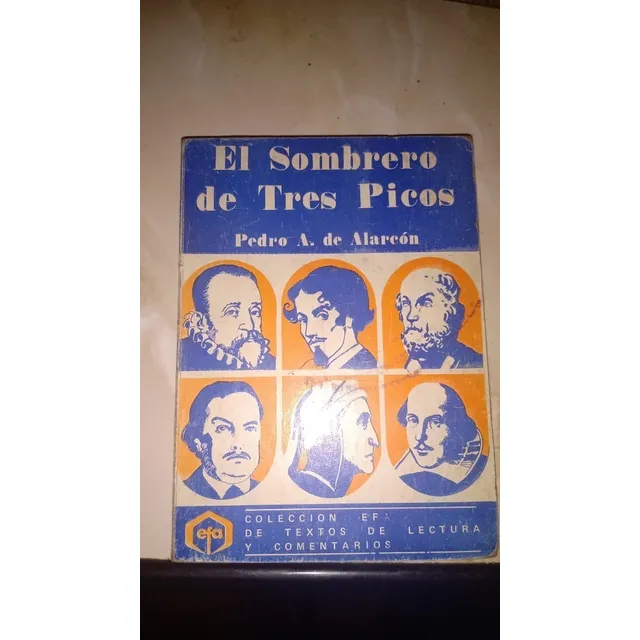 El Sombrero
de Tres Picos
Pedro A. de Alarcón
efa
COLECCION EFA
DE TEXTOS DE LECTURA
Y COMENTARIOS